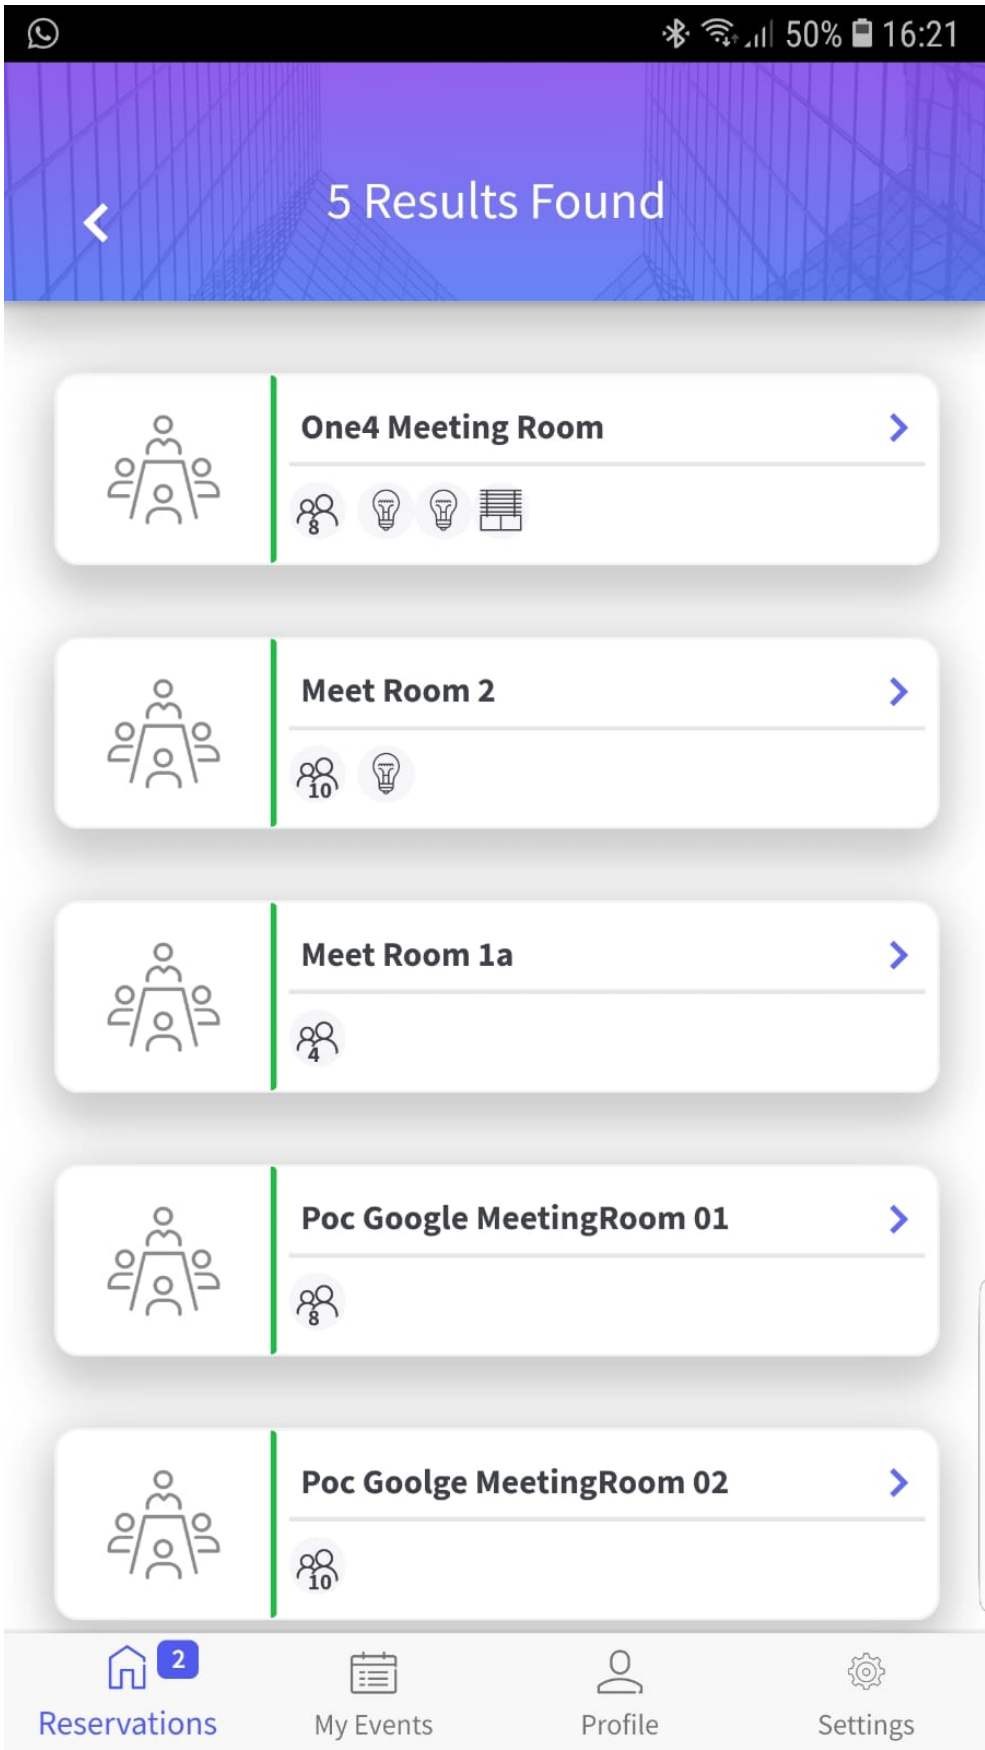 50% 16:21
5 Results Found
One4 Meeting Room
8
Meet Room 2
10
Meet Room 1a
4
Poc Google MeetingRoom 01
8
Poc Goolge MeetingRoom 02
10
2
Reservations My Events Profile Settings